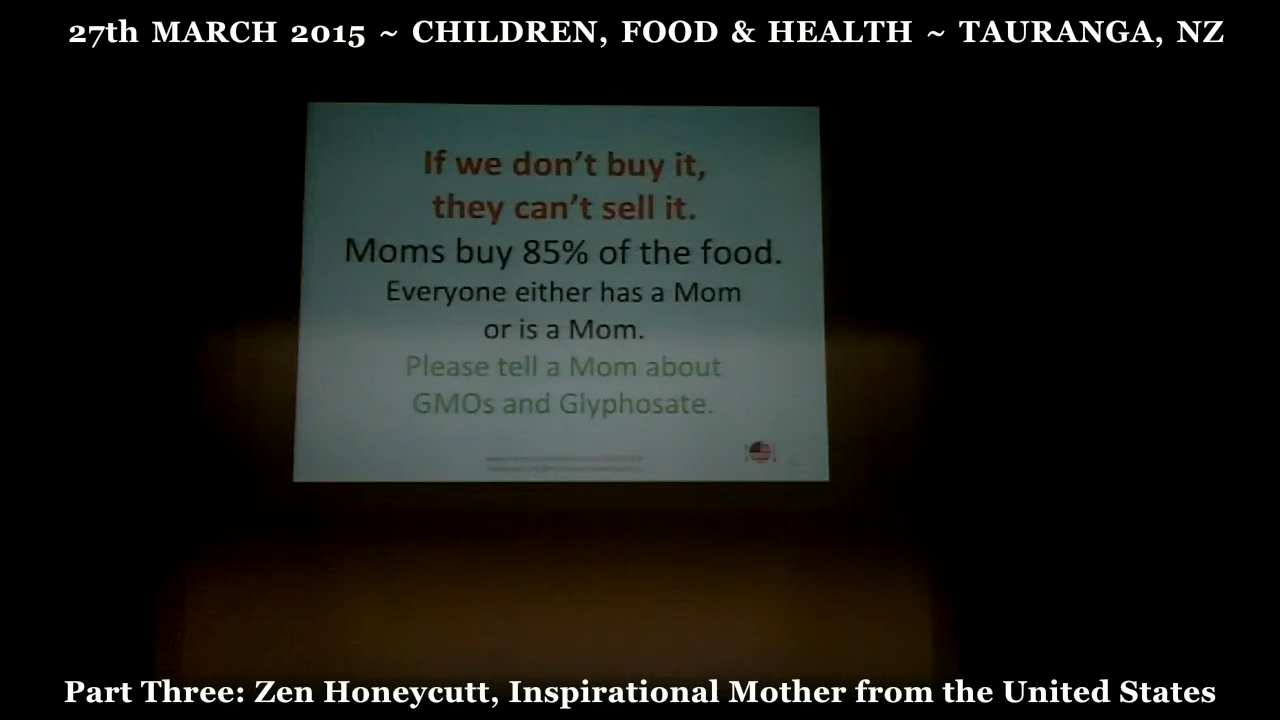 27th MARCH 2015 ~ CHILDREN, FOOD & HEALTH ~ TAURANGA, NZ
If we don't buy it,
they can't sell it.
Moms buy 85% of the food.
Everyone either has a Mom
or is a Mom.
Please tell a Mom about
GMOs and Glyphosate.
Part Three: Zen Honeycutt, Inspirational Mother from the United States